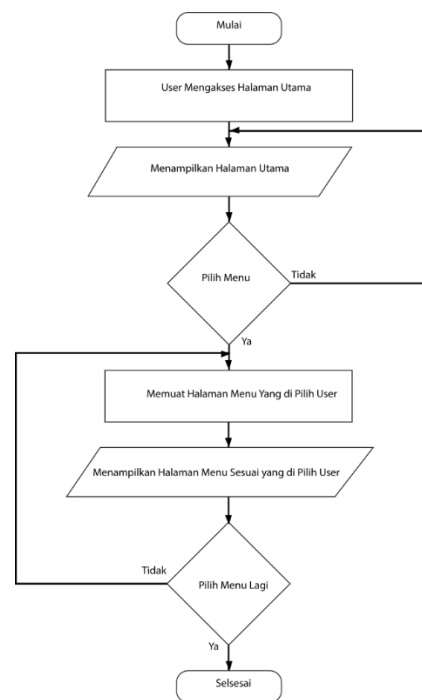 Mulai
User Mengakses Halaman Utama
Menampilkan Halaman Utama
Pilih Menu
Tidak
Ya
Memuat Halaman Menu Yang di Pilih User
Menampilkan Halaman Menu Sesuai yang di Pilih User
Tidak
Pilih Menu Lagi
Ya
Selsesai